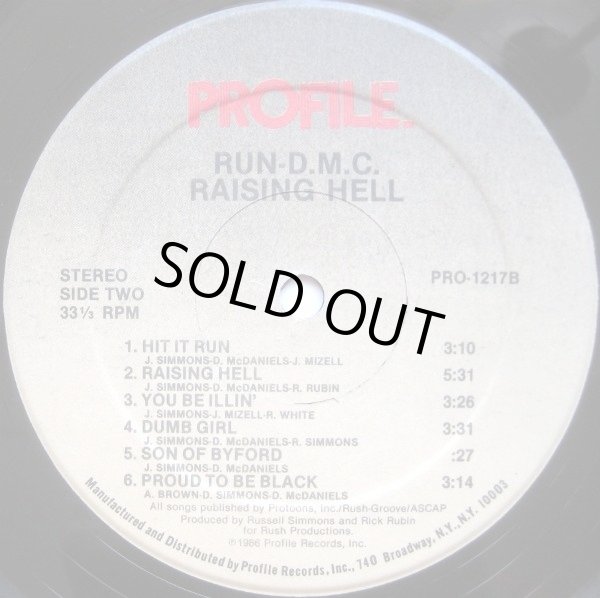 PROFILE.
RUN-D.M.C.
RAISING HELL
STEREO
SIDE TWO
33⅓ RPM
PRO-1217B
SOLD OUT
1. HIT IT RUN 3:10
J. SIMMONS-D. McDANIELS-J. MIZELL
2. RAISING HELL 5:31
J. SIMMONS-D. McDANIELS-R. RUBIN
3. YOU BE ILLIN' 3:26
J. SIMMONS-J. MIZELL-R. WHITE
4. DUMB GIRL 3:31
J. SIMMONS-D. McDANIELS-R. SIMMONS
5. SON OF BYFORD :27
J. SIMMONS-D. McDANIELS
6. PROUD TO BE BLACK 3:14
A. BROWN-D. SIMMONS-D. McDANIELS
All songs published by Protoons, Inc./Rush-Groove/ASCAP
Produced by Russell Simmons and Rick Rubin
for Rush Productions.
©1986 Profile Records, Inc.
Manufactured and Distributed by Profile Records, Inc., 740 Broadway, N.Y., N.Y. 10003